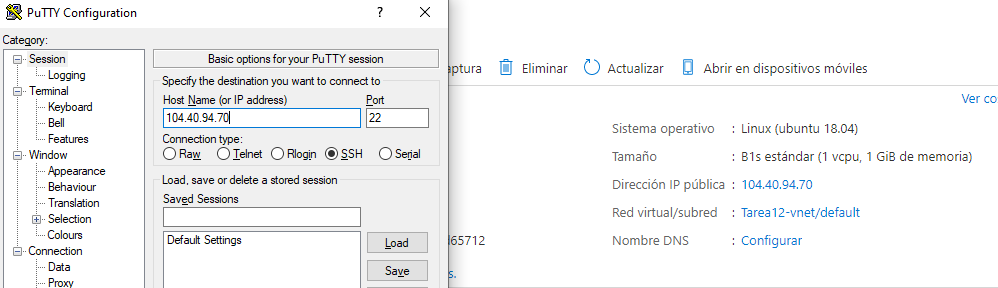 PuTTY Configuration
Category:
Session
Logging
Terminal
Keyboard
Bell
Features
Window
Appearance
Behaviour
Translation
Selection
Colours
Connection
Data
Proxy
Basic options for your PuTTY session
Specify the destination you want to connect to
Host Name (or IP address) Port
104.40.94.70 22
Connection type:
Raw Telnet Rlogin SSH Serial
Load, save or delete a stored session
Saved Sessions
Default Settings
Load
Save
aptura Eliminar Actualizar Abrir en dispositivos móviles
Ver co
Sistema operativo : Linux (ubuntu 18.04)
Tamaño : B1s estándar (1 vcpu, 1 GiB de memoria)
Dirección IP pública : 104.40.94.70
Red virtual/subred : Tarea12-vnet/default
d65712 Nombre DNS : Configurar
s.